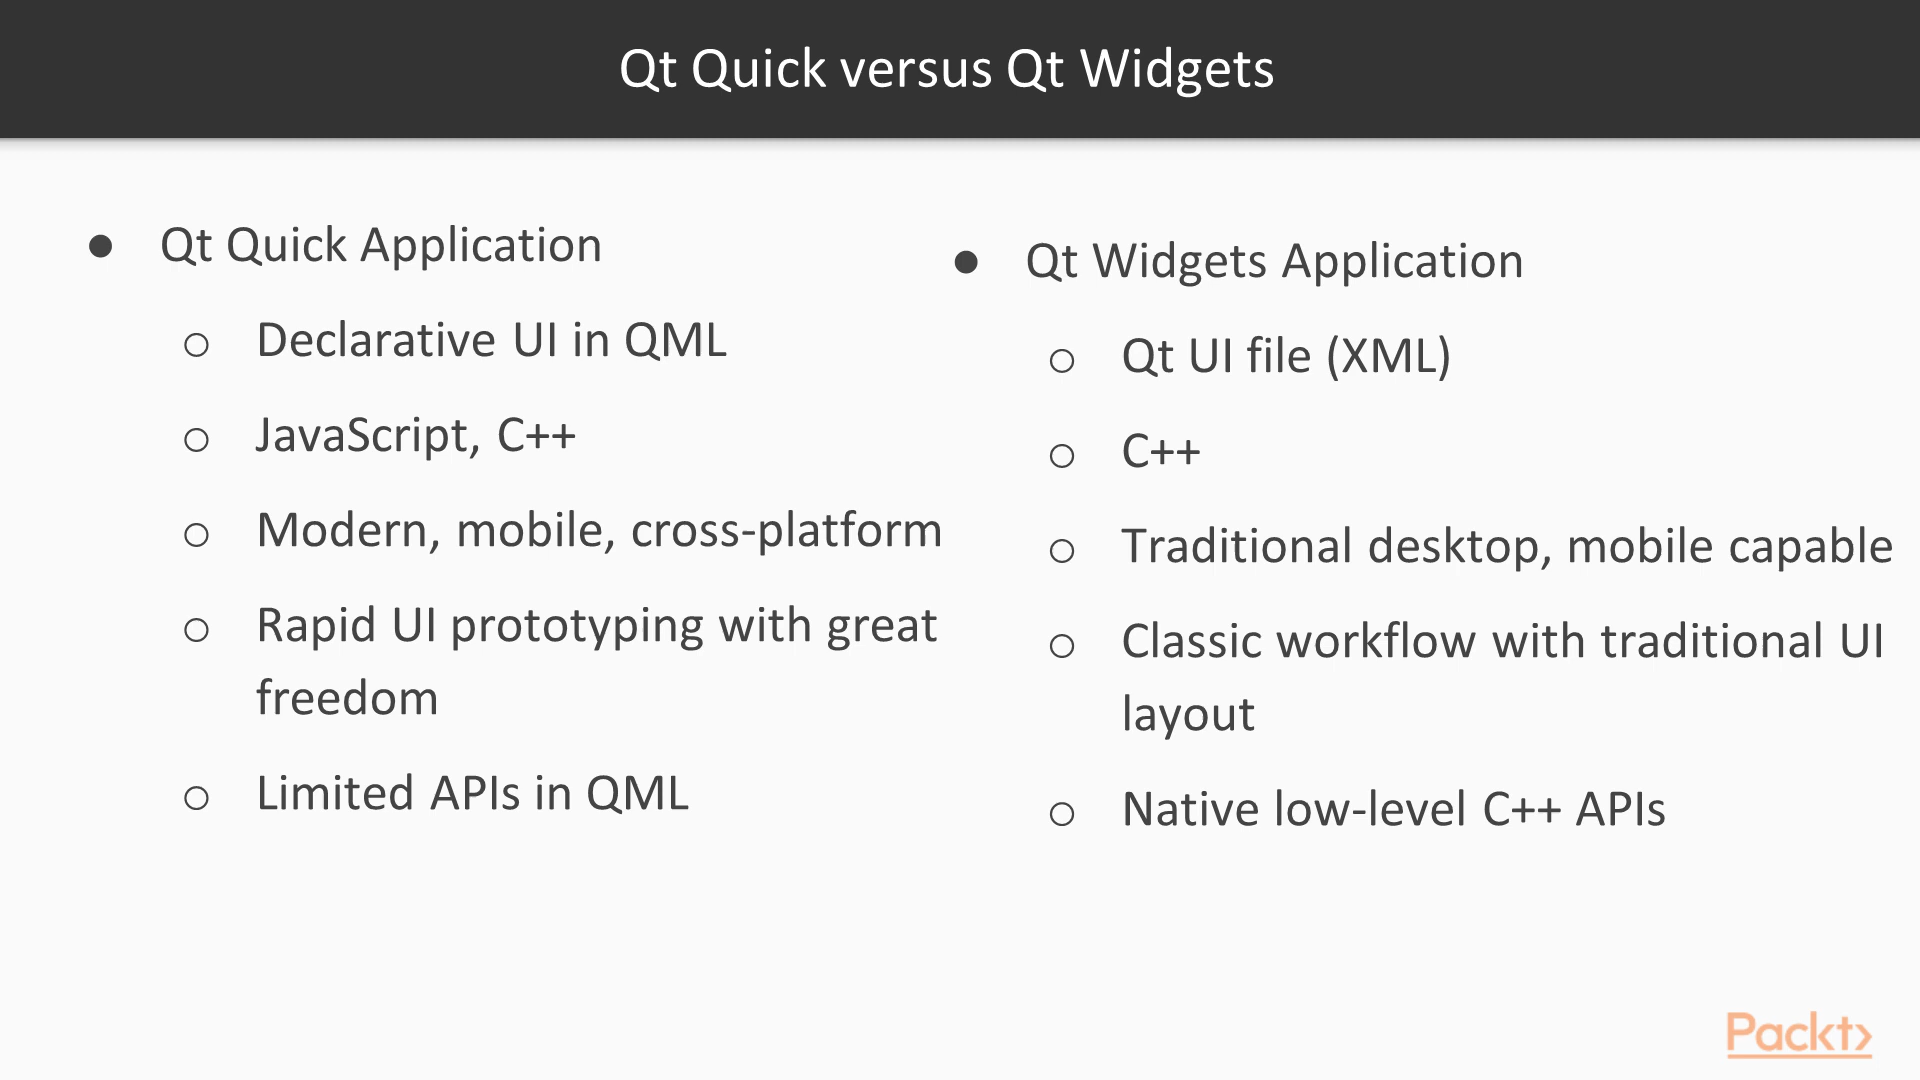 Qt Quick versus Qt Widgets
● Qt Quick Application
○ Declarative UI in QML
○ JavaScript, C++
○ Modern, mobile, cross-platform
○ Rapid UI prototyping with great
freedom
○ Limited APIs in QML
● Qt Widgets Application
○ Qt UI file (XML)
○ C++
○ Traditional desktop, mobile capable
○ Classic workflow with traditional UI
layout
○ Native low-level C++ APIs
Packt>